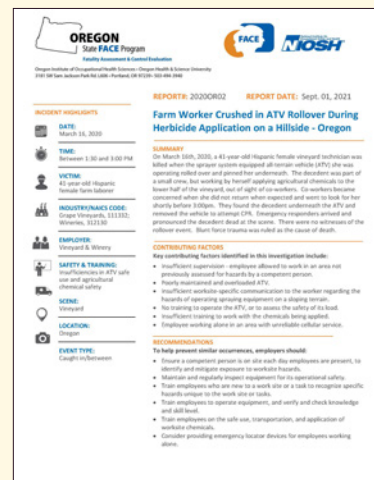 OREGON
State FACE Program
Fatality Assessment & Control Evaluation
FACE
NIOSH
Oregon Institute of Occupational Health Sciences • Oregon Health & Science University
3181 SW Sam Jackson Park Rd. L606 • Portland, OR 97239 • 503-494-2946
REPORT#: 2020OR02 REPORT DATE: Sept. 01, 2021
INCIDENT HIGHLIGHTS
DATE:
March 16, 2020
TIME:
Between 1:30 and 3:00 PM
VICTIM:
41-year old Hispanic
female farm laborer
INDUSTRY/NAICS CODE:
Grape Vineyards, 111332;
Wineries, 312130
EMPLOYER:
Vineyard & Winery
SAFETY & TRAINING:
Insufficiencies in ATV safe
use and agricultural
chemical safety
SCENE:
Vineyard
LOCATION:
Oregon
EVENT TYPE:
Caught in/between
Farm Worker Crushed in ATV Rollover During
Herbicide Application on a Hillside - Oregon
SUMMARY
On March 16th, 2020, a 41-year-old Hispanic female vineyard technician was
killed when the sprayer system equipped all-terrain vehicle (ATV) she was
operating rolled over and pinned her underneath. The decedent was part of
a small crew, but working by herself applying agricultural chemicals to the
lower half of the vineyard, out of sight of co-workers. Co-workers became
concerned when she did not return when expected and went to look for her
shortly before 3:00pm. They found the decedent underneath the ATV and
removed the vehicle to attempt CPR. Emergency responders arrived and
pronounced the decedent dead at the scene. There were no witnesses of the
rollover event. Blunt force trauma was ruled as the cause of death.
CONTRIBUTING FACTORS
Key contributing factors identified in this investigation include:
• Insufficient supervision - employee allowed to work in an area not
previously assessed for hazards by a competent person.
• Poorly maintained and overloaded ATV.
• Insufficient worksite-specific communication to the worker regarding the
hazards of operating spraying equipment on a sloping terrain.
• No training to operate the ATV, or to assess the safety of its load.
• Insufficient training to work with the chemicals being applied.
• Employee working alone in an area with unreliable cellular service.
RECOMMENDATIONS
To help prevent similar occurrences, employers should:
• Ensure a competent person is on site each day employees are present, to
identify and mitigate exposure to worksite hazards.
• Maintain and regularly inspect equipment for its operational safety.
• Train employees who are new to a work site or a task to recognize specific
hazards unique to the work site or tasks.
• Train employees to operate equipment, and verify and check knowledge
and skill level.
• Train employees on the safe use, transportation, and application of
worksite chemicals.
• Consider providing emergency locator devices for employees working
alone.